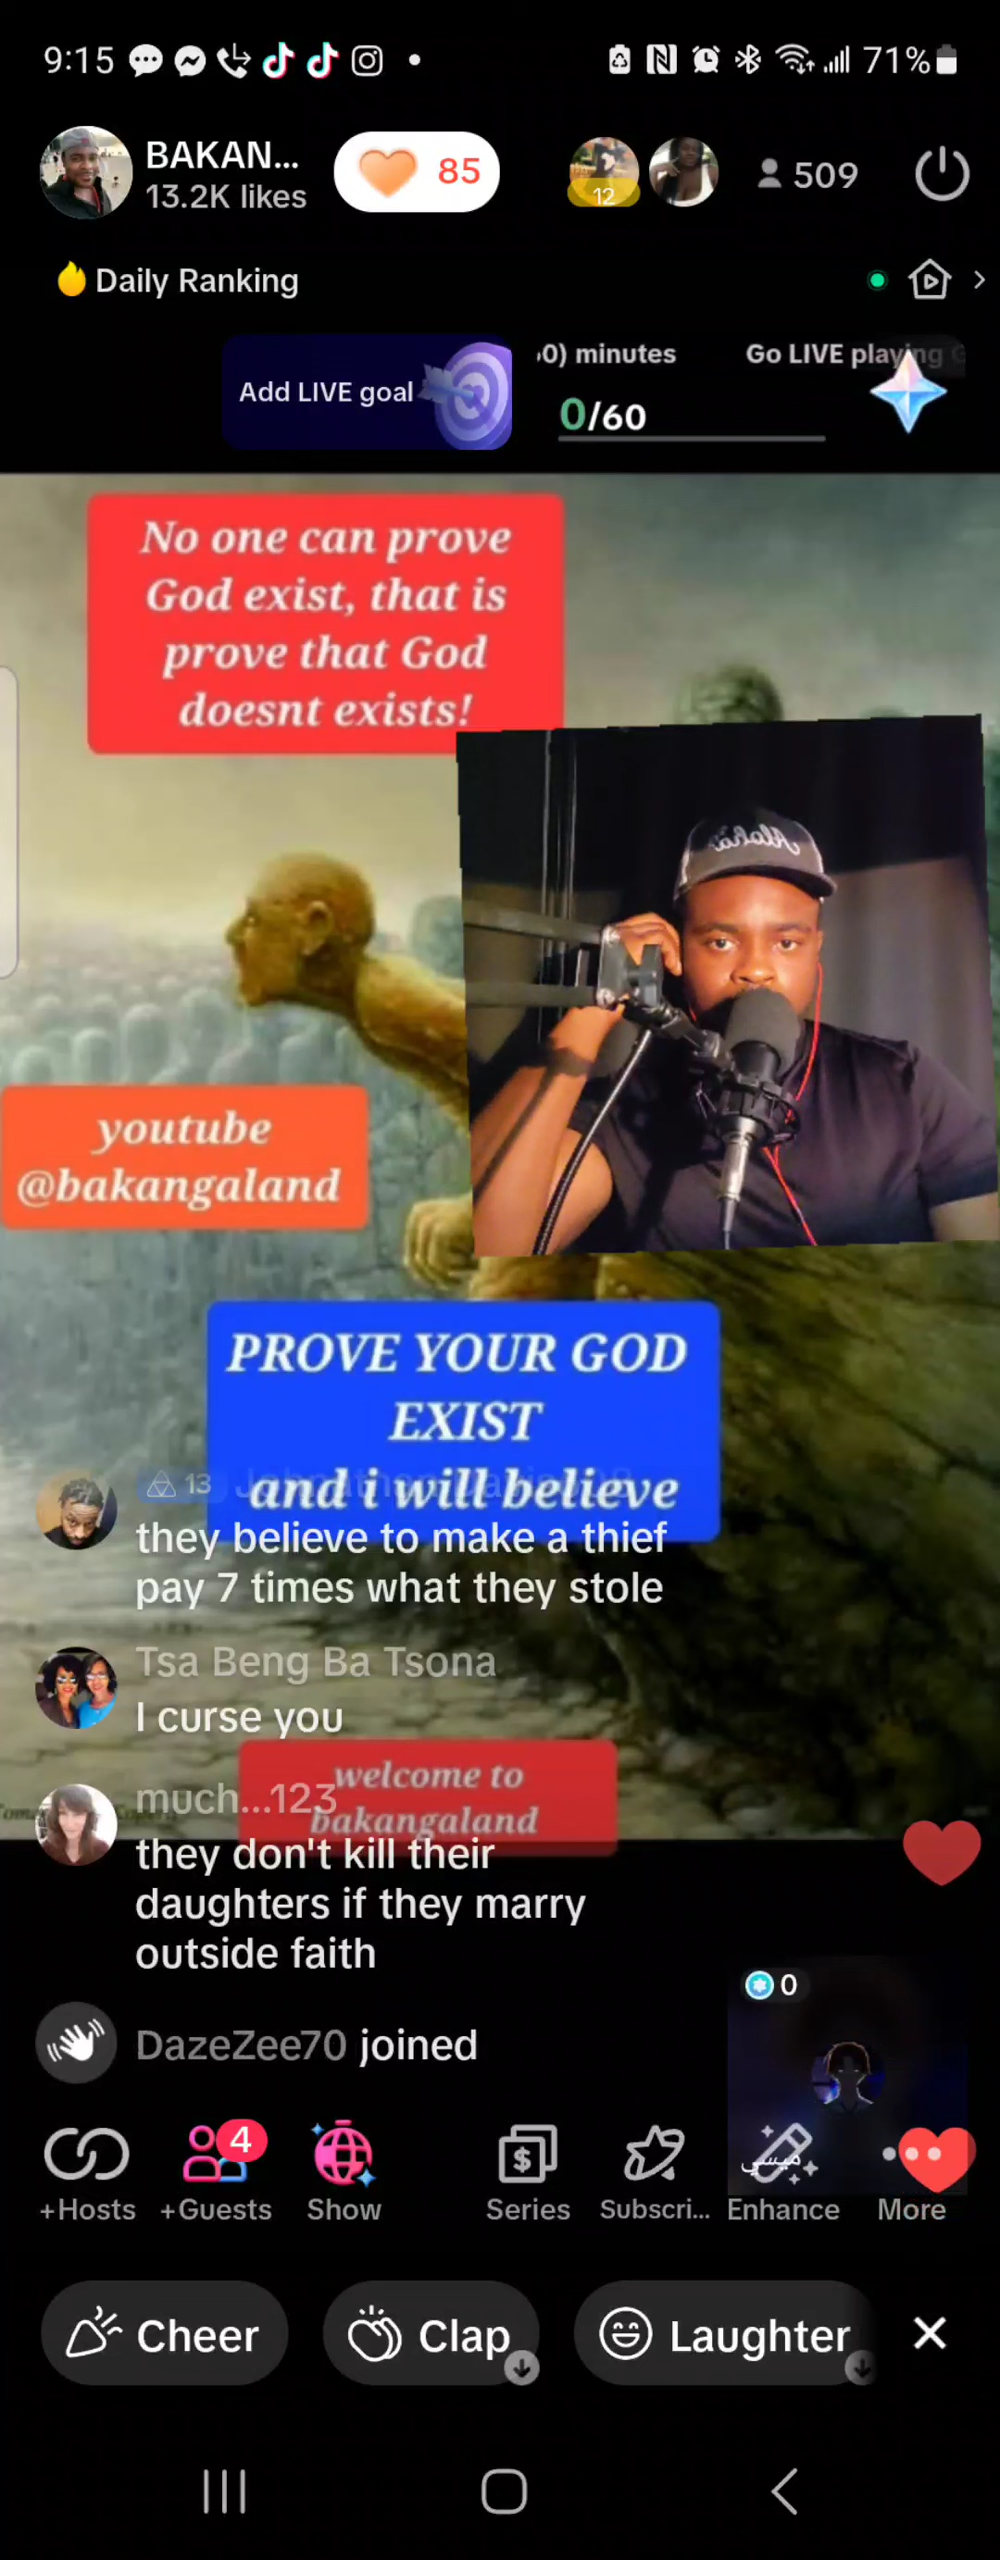 9:15
71%
BAKAN...
13.2K likes
85
12
509
Daily Ranking
Add LIVE goal
0) minutes
Go LIVE playing
0/60
No one can prove
God exist, that is
prove that God
doesnt exists!
Aloha
youtube
@bakangaland
PROVE YOUR GOD
EXIST
and i will believe
13
they believe to make a thief
pay 7 times what they stole
Tsa Beng Ba Tsona
I curse you
welcome to
bakangaland
much...123
they don't kill their
daughters if they marry
outside faith
0
DazeZee70 joined
4
+Hosts
+Guests
Show
Series
Subscri...
Enhance
More
Cheer
Clap
Laughter